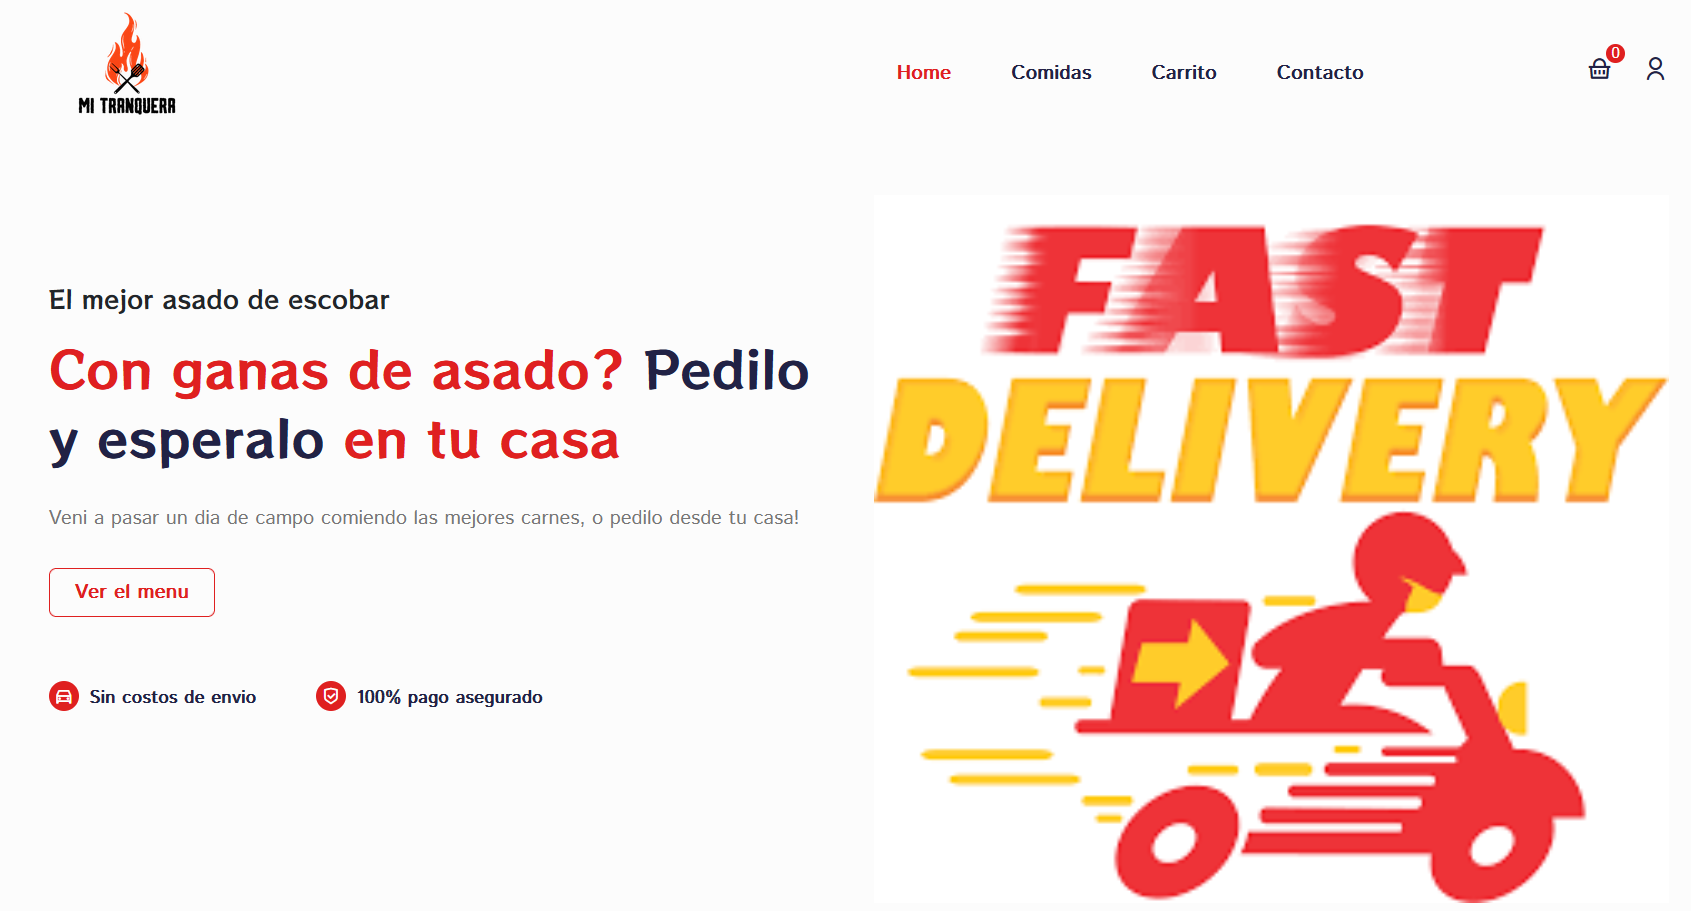 MI TRANQUERA
Home Comidas Carrito Contacto 0
El mejor asado de escobar
Con ganas de asado? Pedilo
y esperalo en tu casa
Veni a pasar un dia de campo comiendo las mejores carnes, o pedilo desde tu casa!
Ver el menu
Sin costos de envio 100% pago asegurado
FAST
DELIVERY